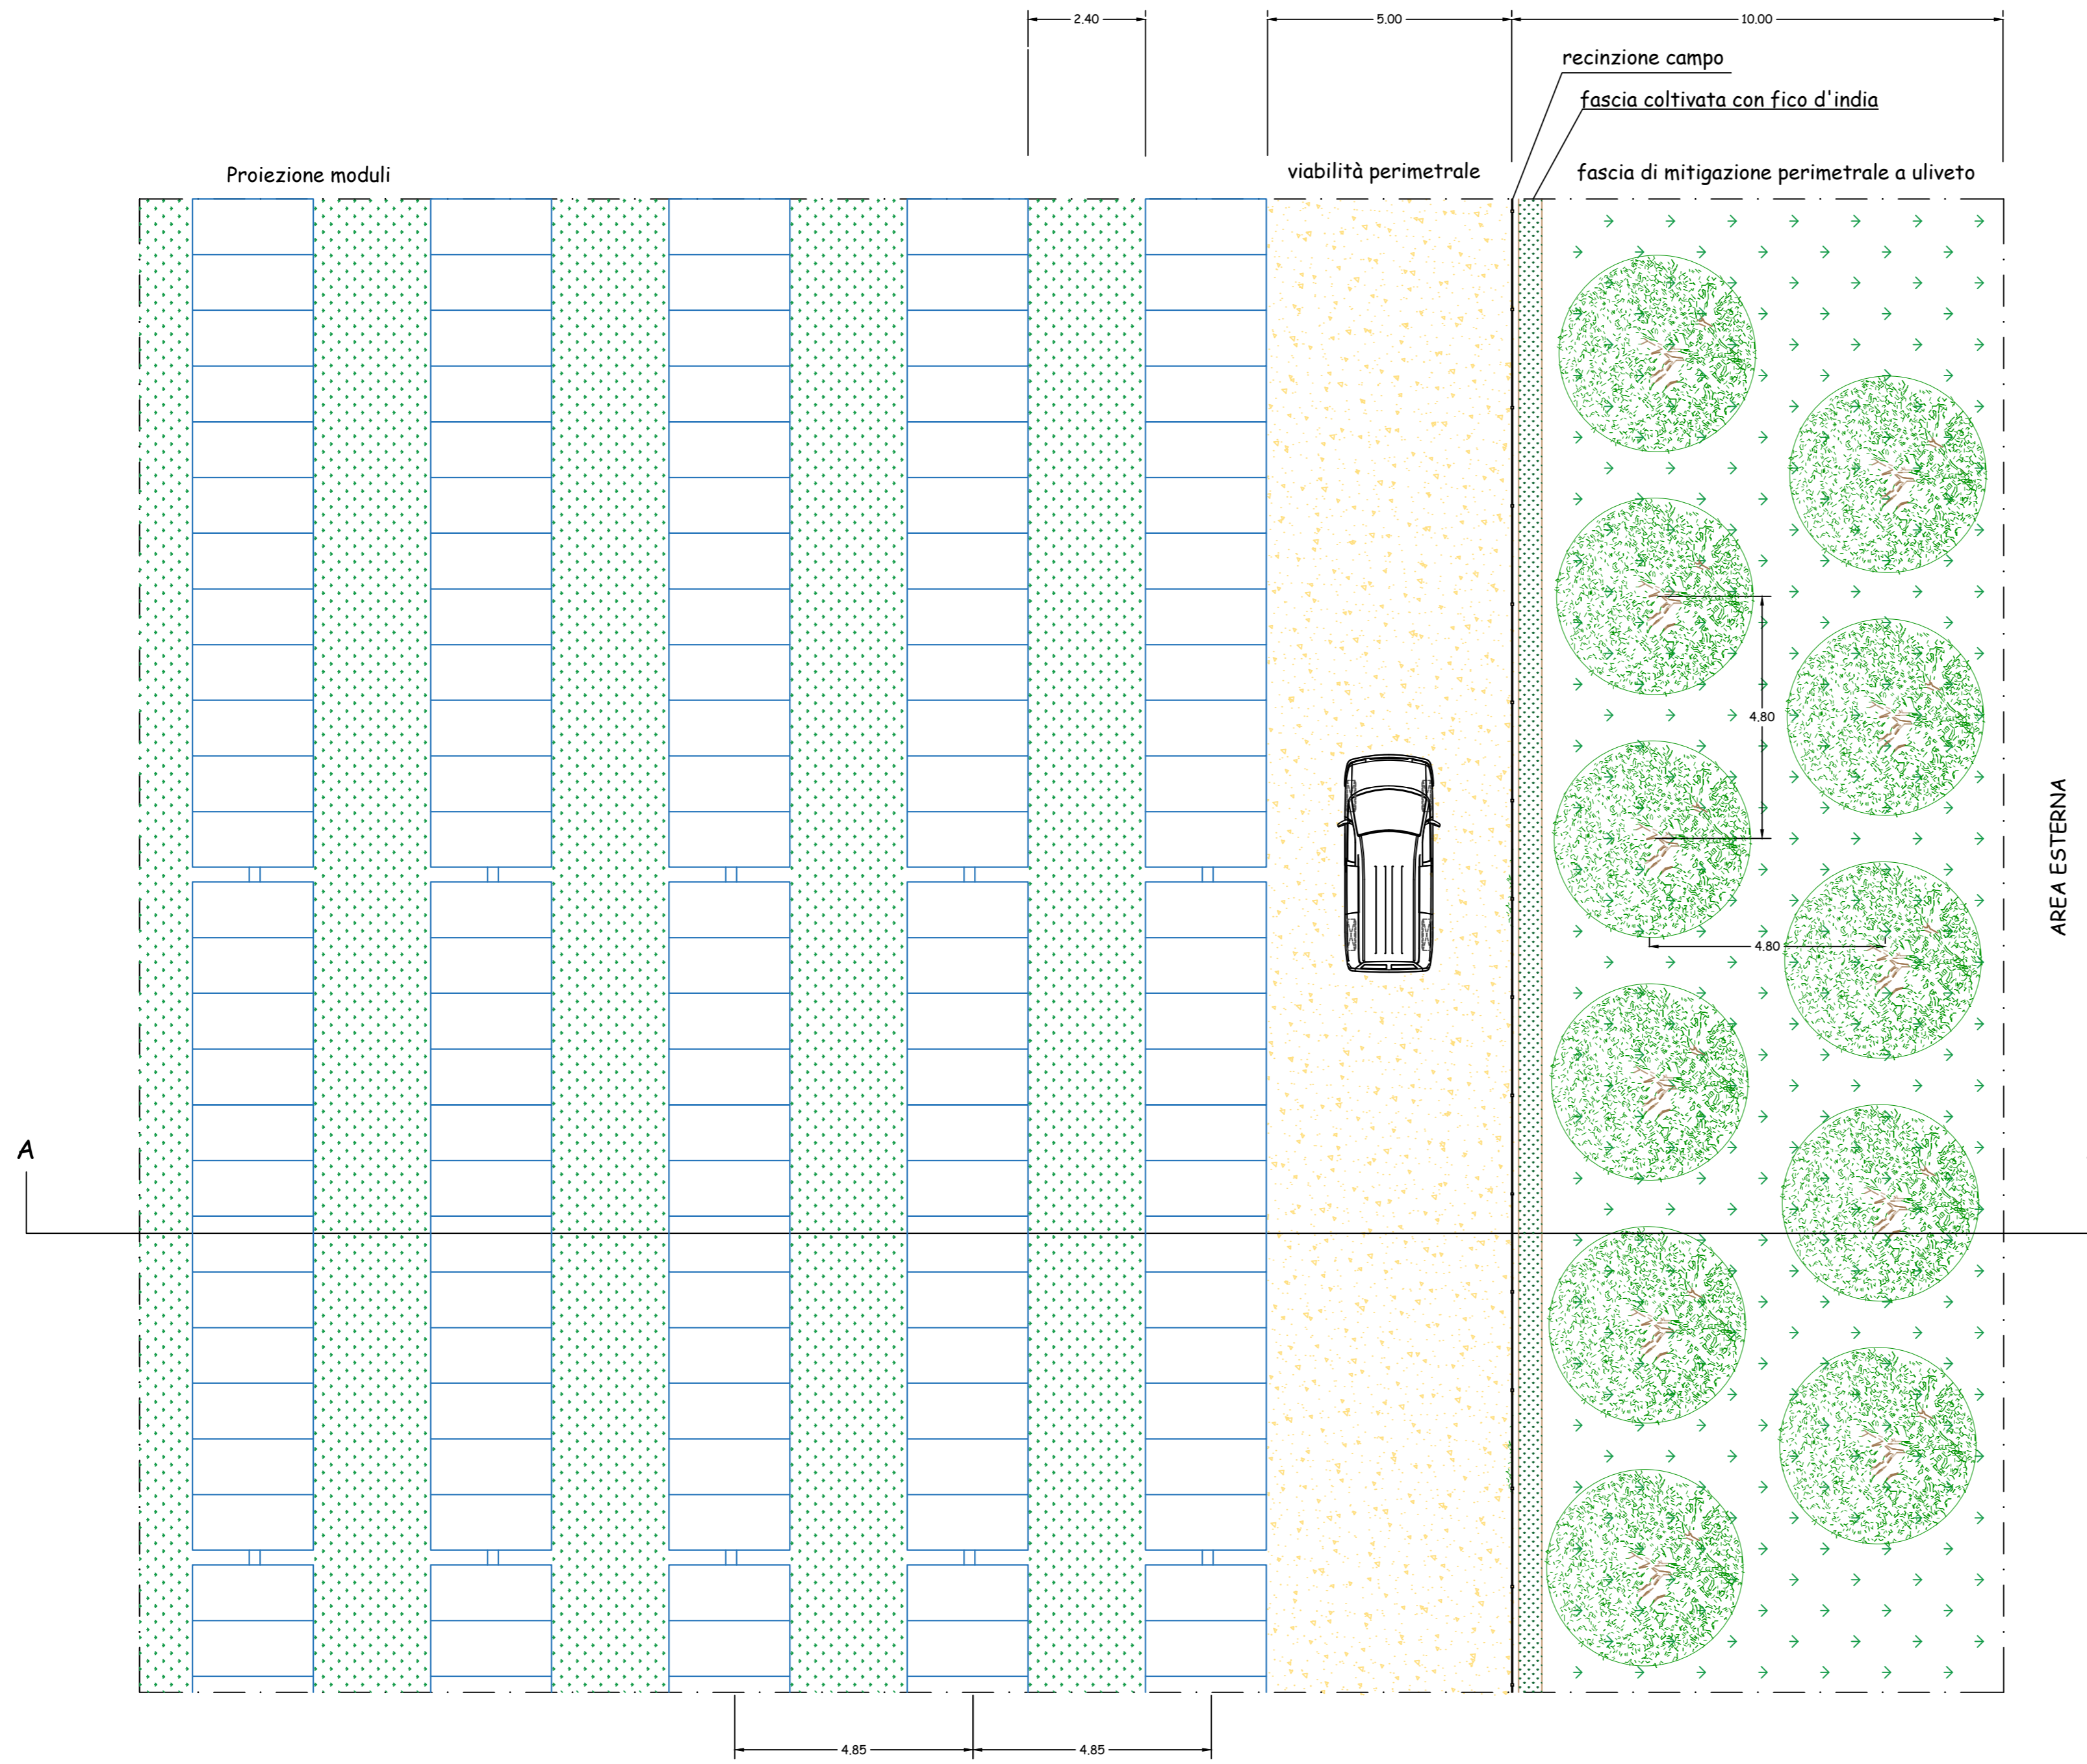 2.40
5.00
10.00
recinzione campo
fascia coltivata con fico d'india
Proiezione moduli
viabilità perimetrale
fascia di mitigazione perimetrale a uliveto
4.80
AREA ESTERNA
4.80
A
4.85
4.85